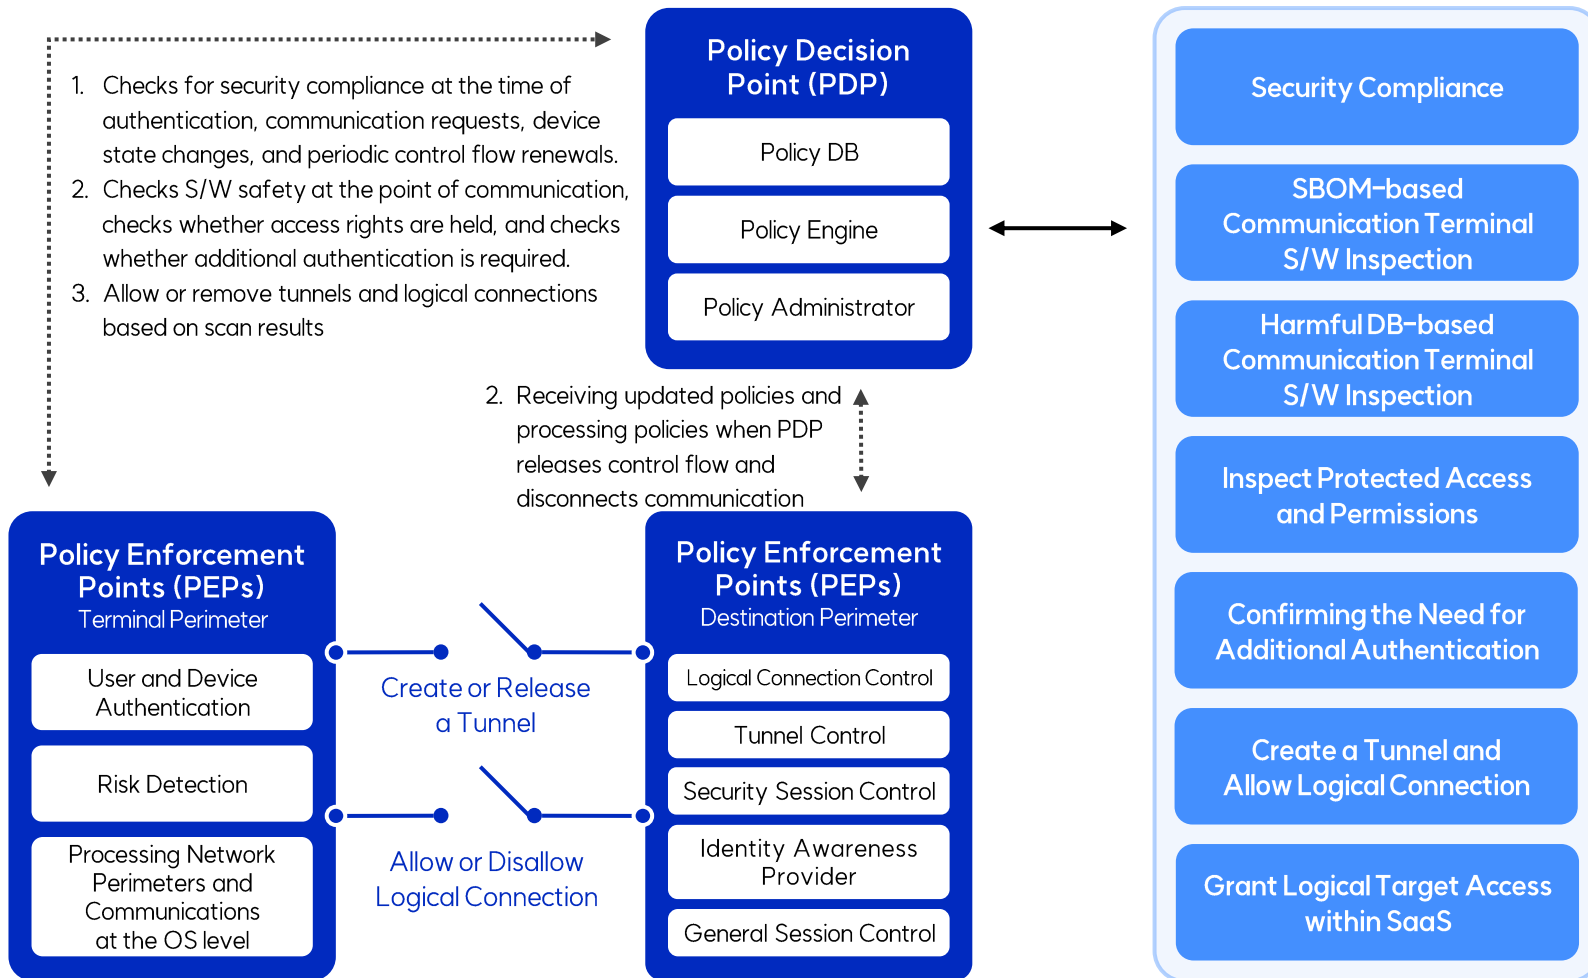 Policy Decision
Point (PDP)
Policy DB
Policy Engine
Policy Administrator
1. Checks for security compliance at the time of
authentication, communication requests, device
state changes, and periodic control flow renewals.
2. Checks S/W safety at the point of communication,
checks whether access rights are held, and checks
whether additional authentication is required.
3. Allow or remove tunnels and logical connections
based on scan results
2. Receiving updated policies and
processing policies when PDP
releases control flow and
disconnects communication
Policy Enforcement
Points (PEPs)
Terminal Perimeter
User and Device
Authentication
Risk Detection
Processing Network
Perimeters and
Communications
at the OS level
Create or Release
a Tunnel
Allow or Disallow
Logical Connection
Policy Enforcement
Points (PEPs)
Destination Perimeter
Logical Connection Control
Tunnel Control
Security Session Control
Identity Awareness
Provider
General Session Control
Security Compliance
SBOM-based
Communication Terminal
S/W Inspection
Harmful DB-based
Communication Terminal
S/W Inspection
Inspect Protected Access
and Permissions
Confirming the Need for
Additional Authentication
Create a Tunnel and
Allow Logical Connection
Grant Logical Target Access
within SaaS